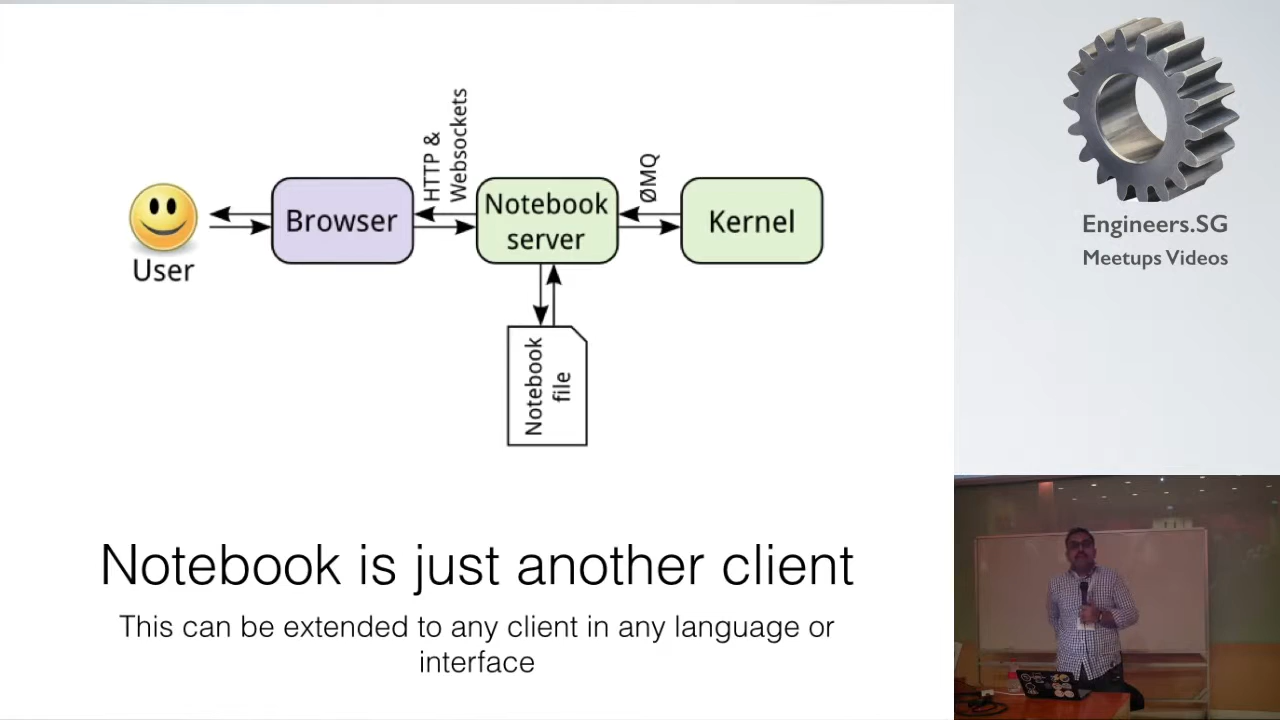 HTTP &
Websockets
ØMQ
User
Browser
Notebook
server
Kernel
Notebook
file
Notebook is just another client
This can be extended to any client in any language or
interface
Engineers.SG
Meetups Videos